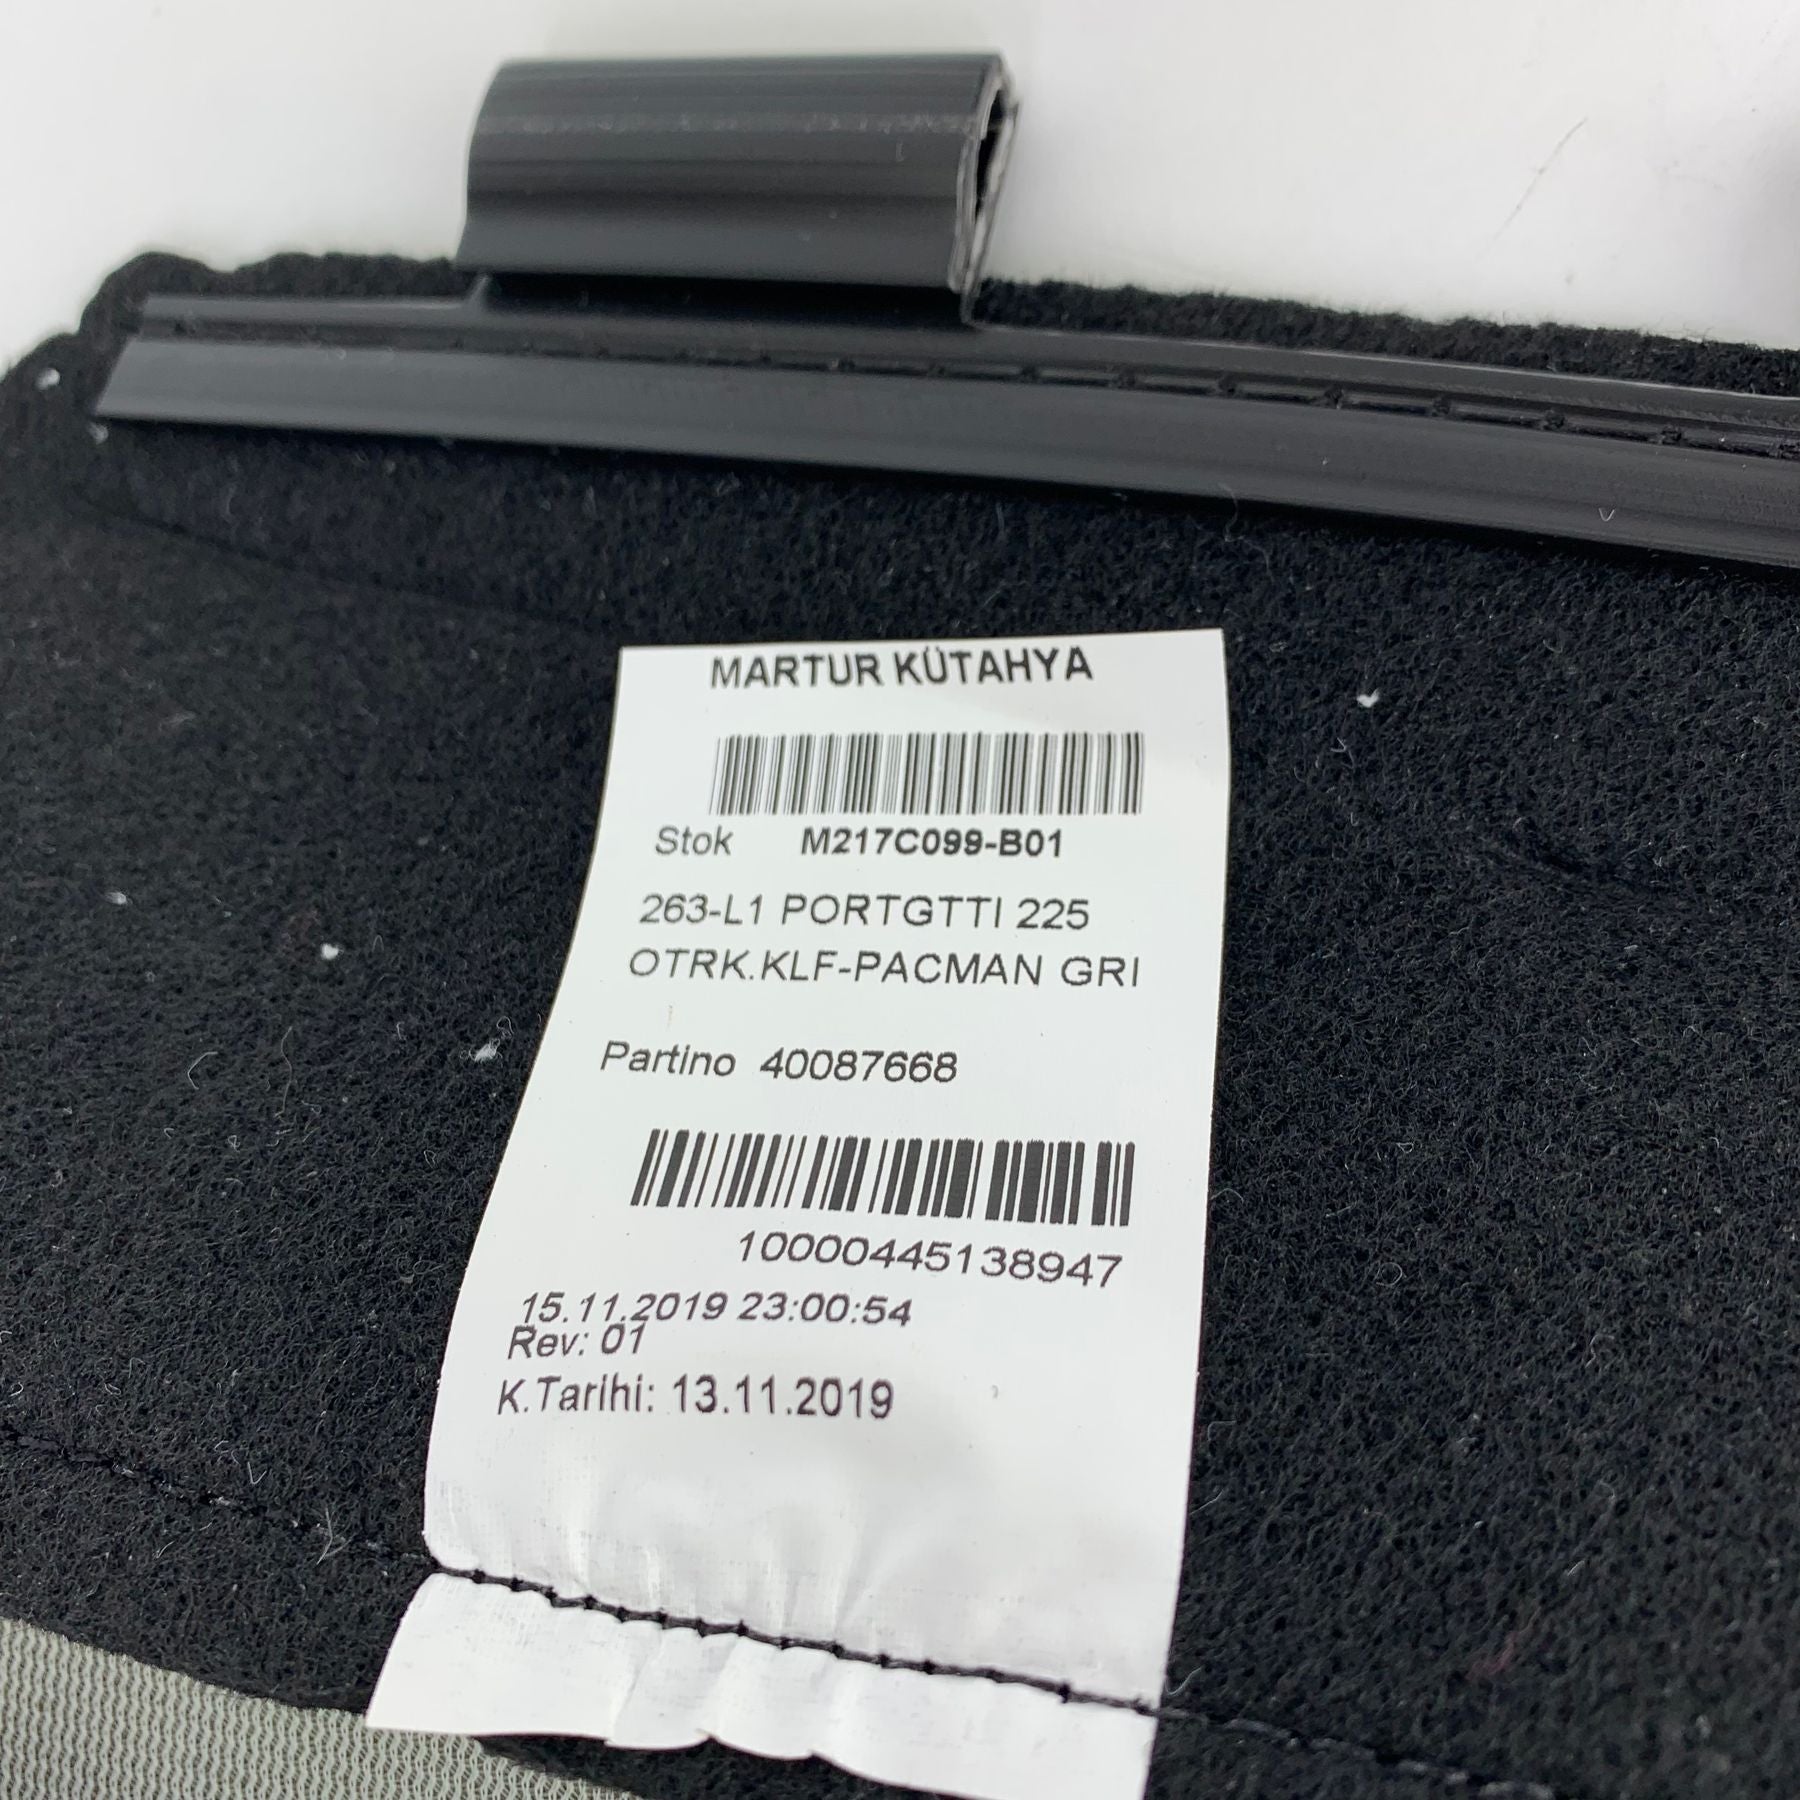 MARTUR KÜTAHYA
Stok M217C099-B01
263-L1 PORTGTTI 225
OTRK.KLF-PACMAN GRI
Partino 40087668
10000445138947
15.11.2019 23:00:54
Rev: 01
K.Tarihi: 13.11.2019